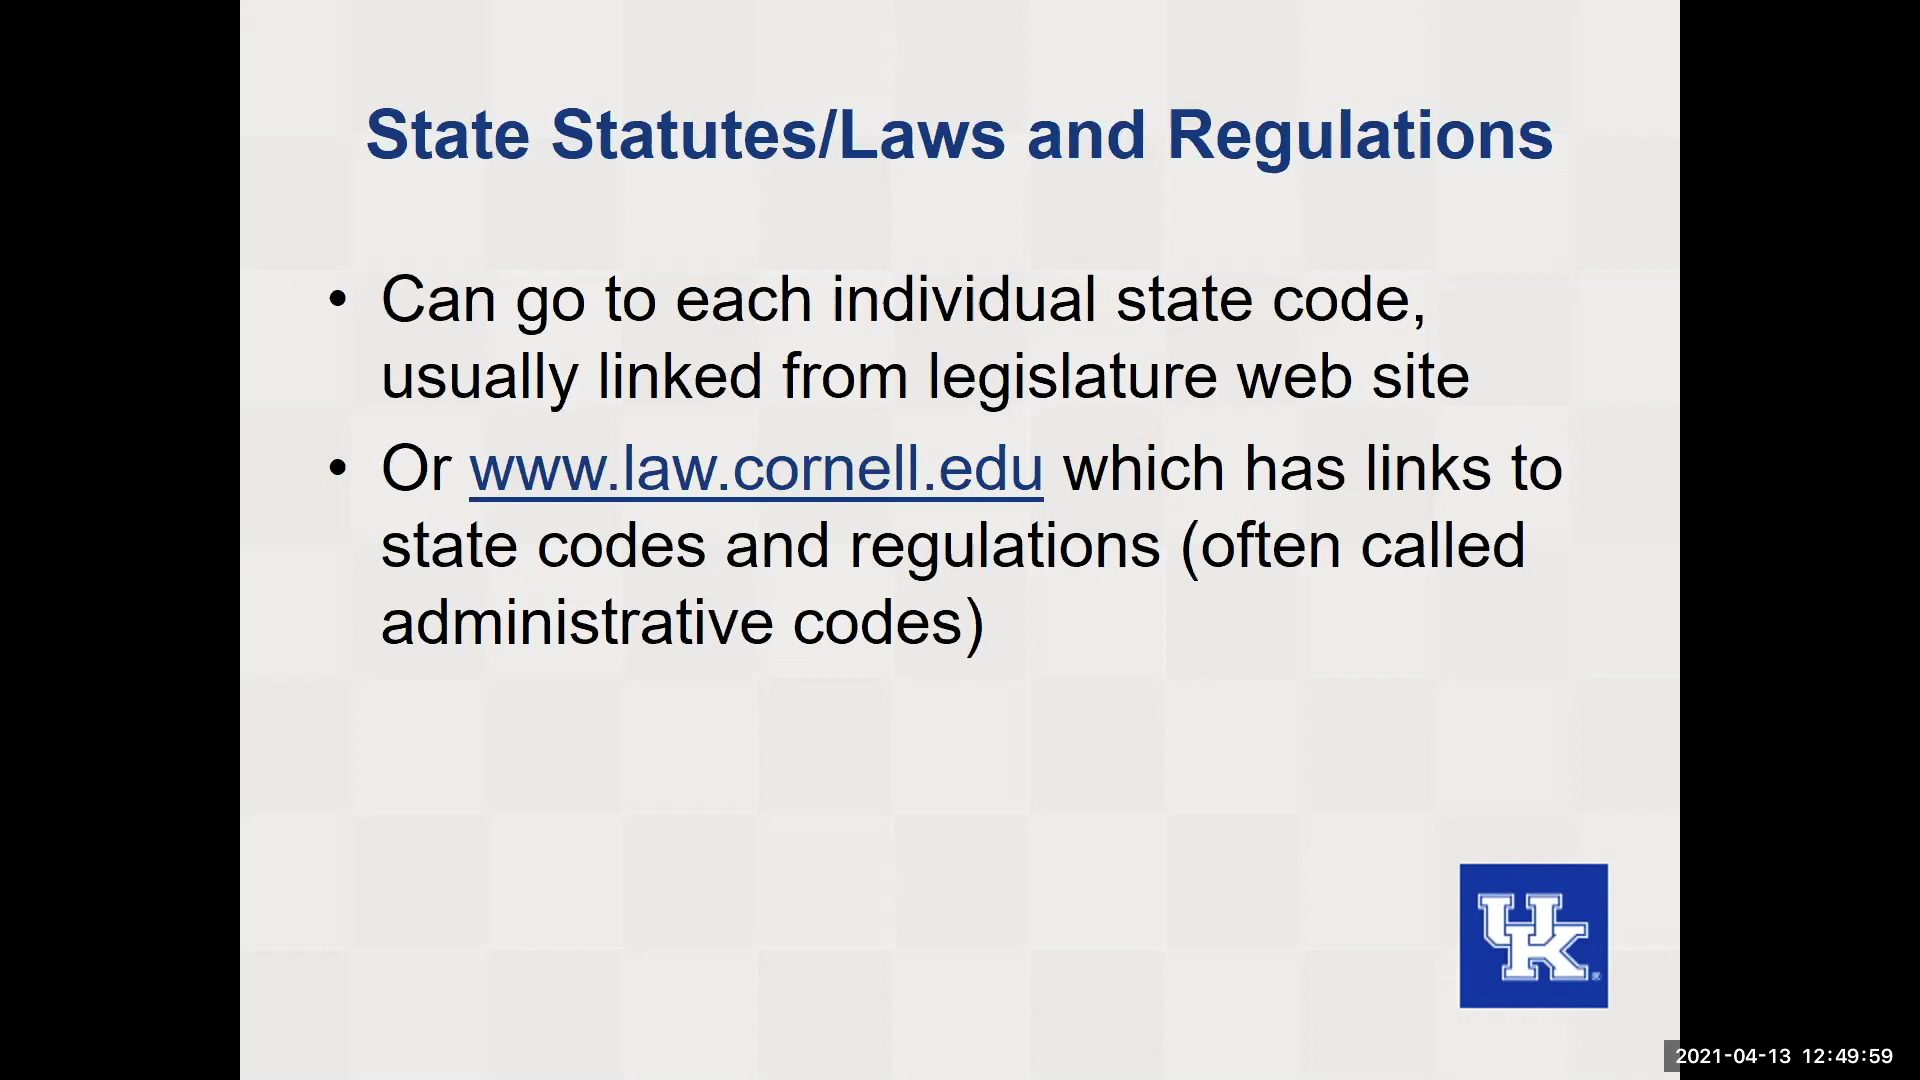 State Statutes/Laws and Regulations
• Can go to each individual state code,
usually linked from legislature web site
• Or www.law.cornell.edu which has links to
state codes and regulations (often called
administrative codes)
UK
2021-04-13 12:49:59